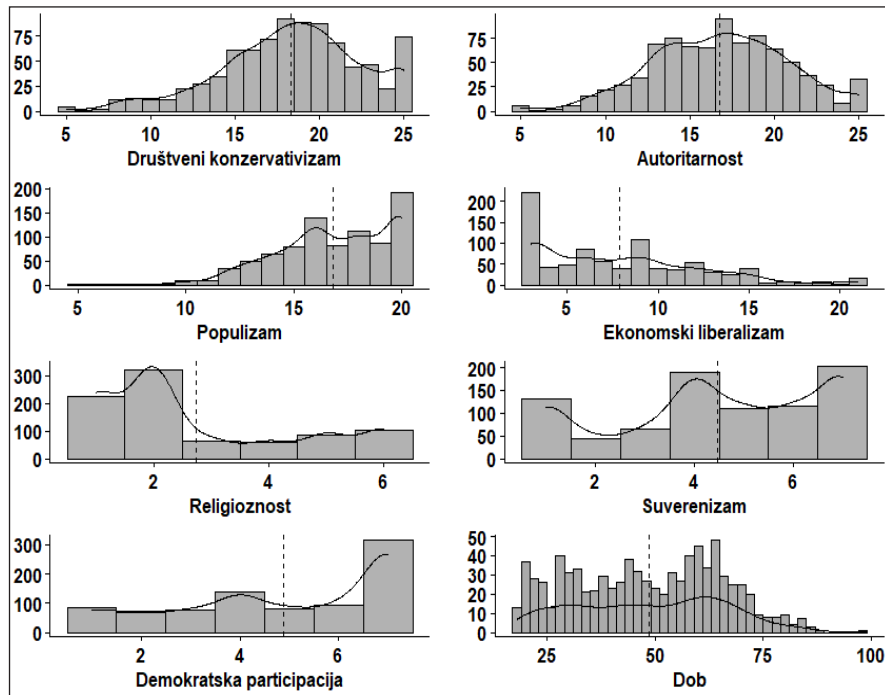 75
50
25
0
5 10 15 20 25
Društveni konzervativizam
75
50
25
0
5 10 15 20 25
Autoritarnost
200
150
100
50
0
5 10 15 20
Populizam
200
150
100
50
0
5 10 15 20
Ekonomski liberalizam
300
200
100
0
2 4 6
Religioznost
200
150
100
50
0
2 4 6
Suverenizam
300
200
100
0
2 4 6
Demokratska participacija
50
40
30
20
10
0
25 50 75 100
Dob